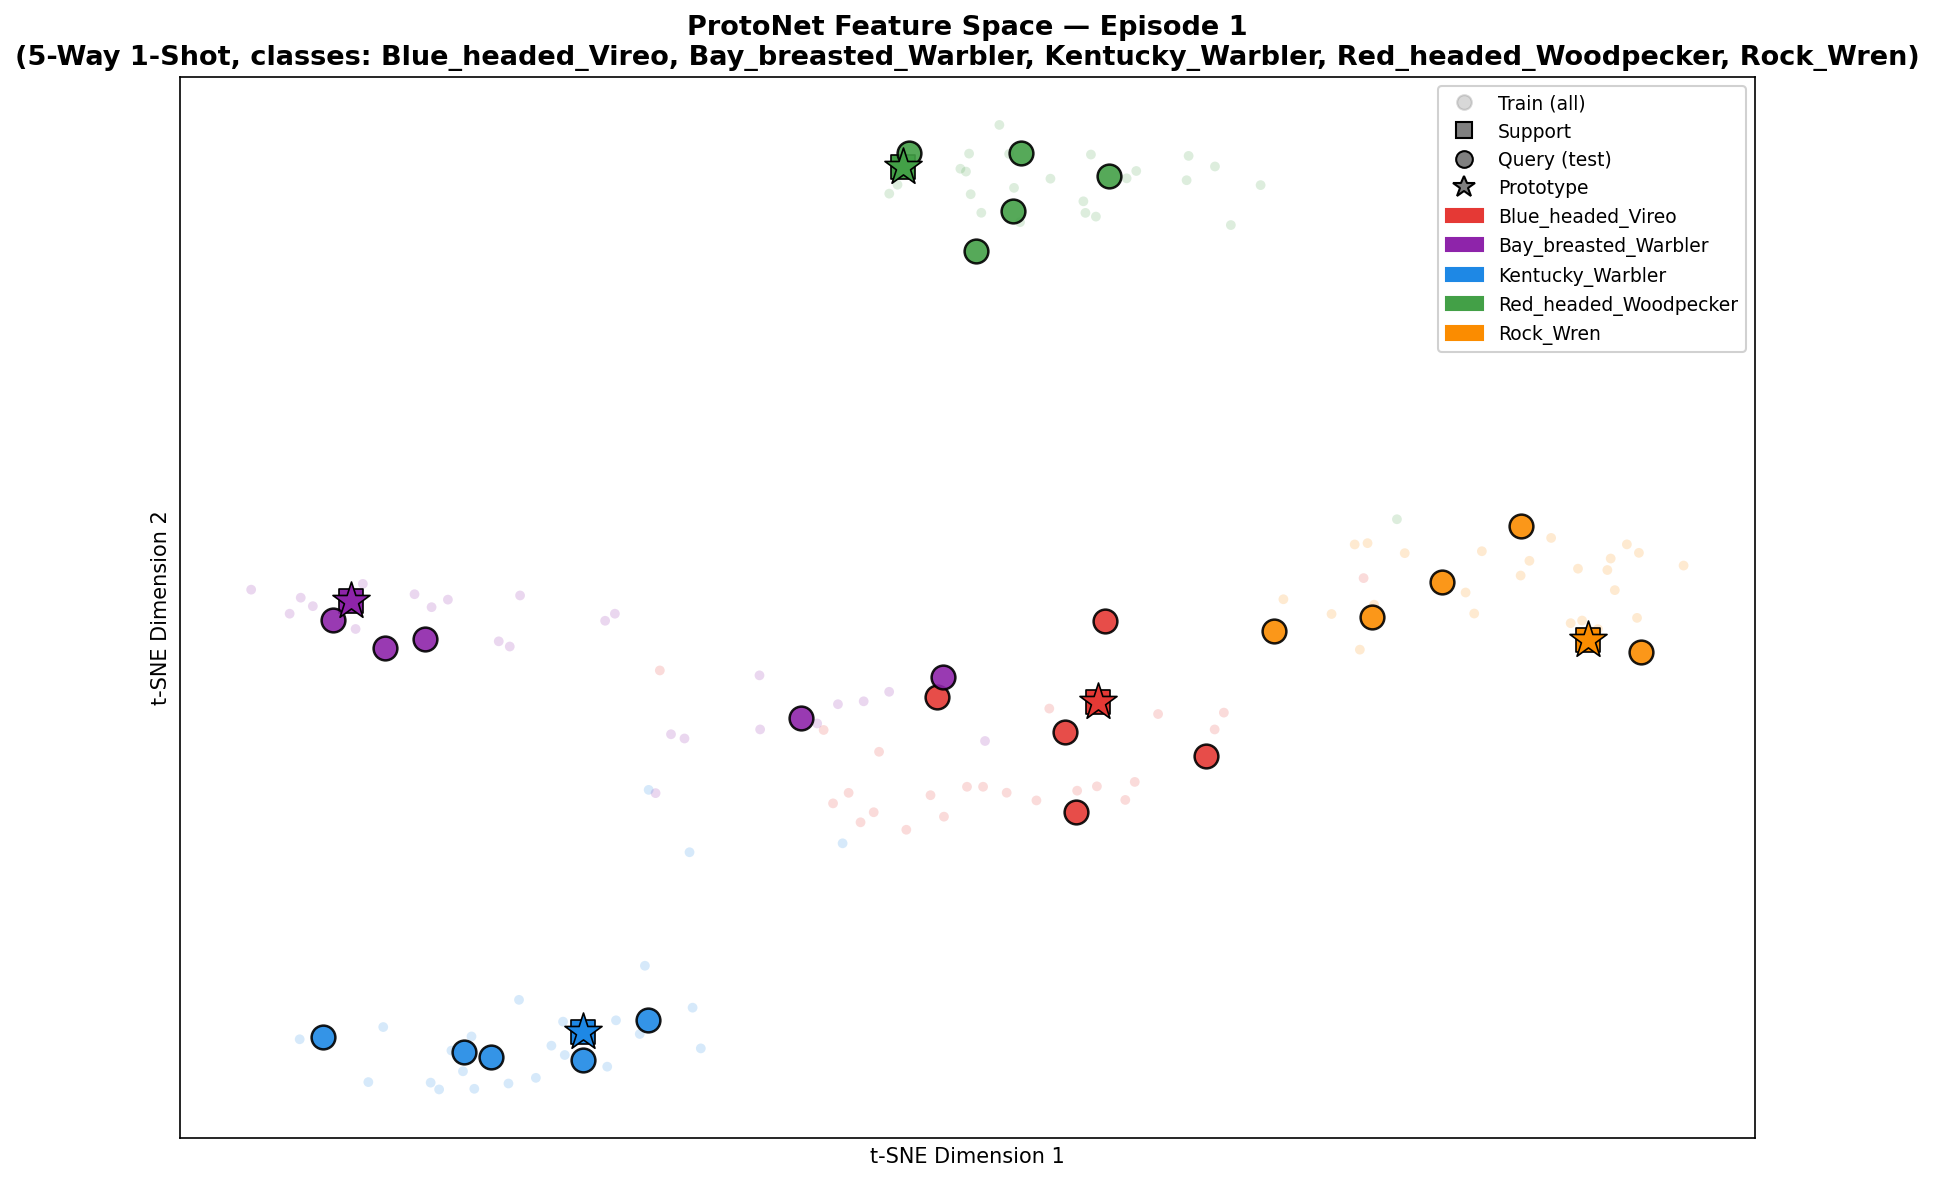 ProtoNet Feature Space — Episode 1
(5-Way 1-Shot, classes: Blue_headed_Vireo, Bay_breasted_Warbler, Kentucky_Warbler, Red_headed_Woodpecker, Rock_Wren)
Train (all)
Support
Query (test)
Prototype
Blue_headed_Vireo
Bay_breasted_Warbler
Kentucky_Warbler
Red_headed_Woodpecker
Rock_Wren
t-SNE Dimension 2
t-SNE Dimension 1